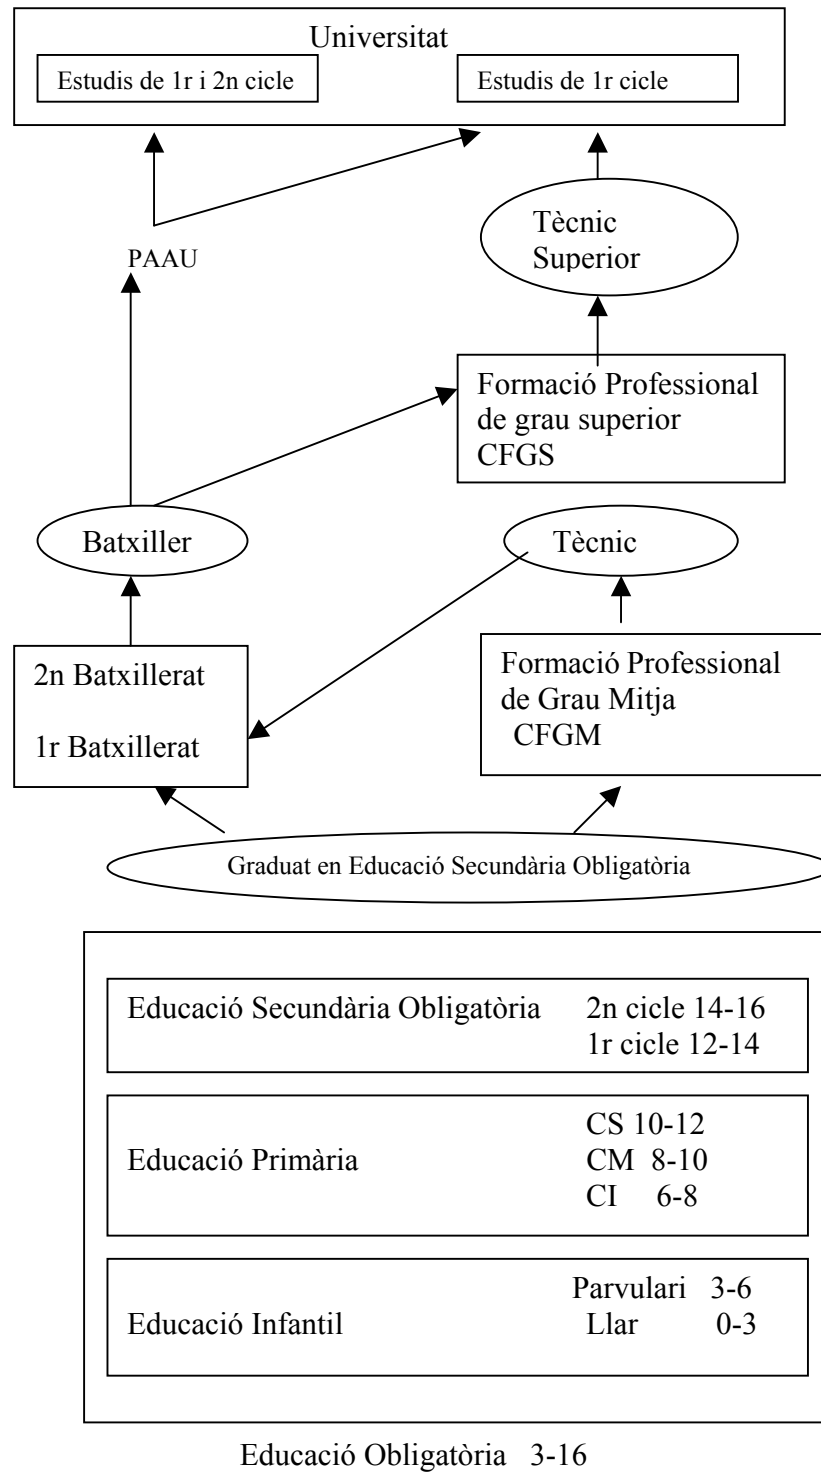 Universitat
Estudis de 1r i 2n cicle
Estudis de 1r cicle
Tècnic
Superior
PAAU
Formació Professional
de grau superior
CFGS
Batxiller
Tècnic
2n Batxillerat
1r Batxillerat
Formació Professional
de Grau Mitja
CFGM
Graduat en Educació Secundària Obligatòria
Educació Secundària Obligatòria 2n cicle 14-16
1r cicle 12-14
CS 10-12
Educació Primària CM 8-10
CI 6-8
Parvulari 3-6
Educació Infantil Llar 0-3
Educació Obligatòria 3-16